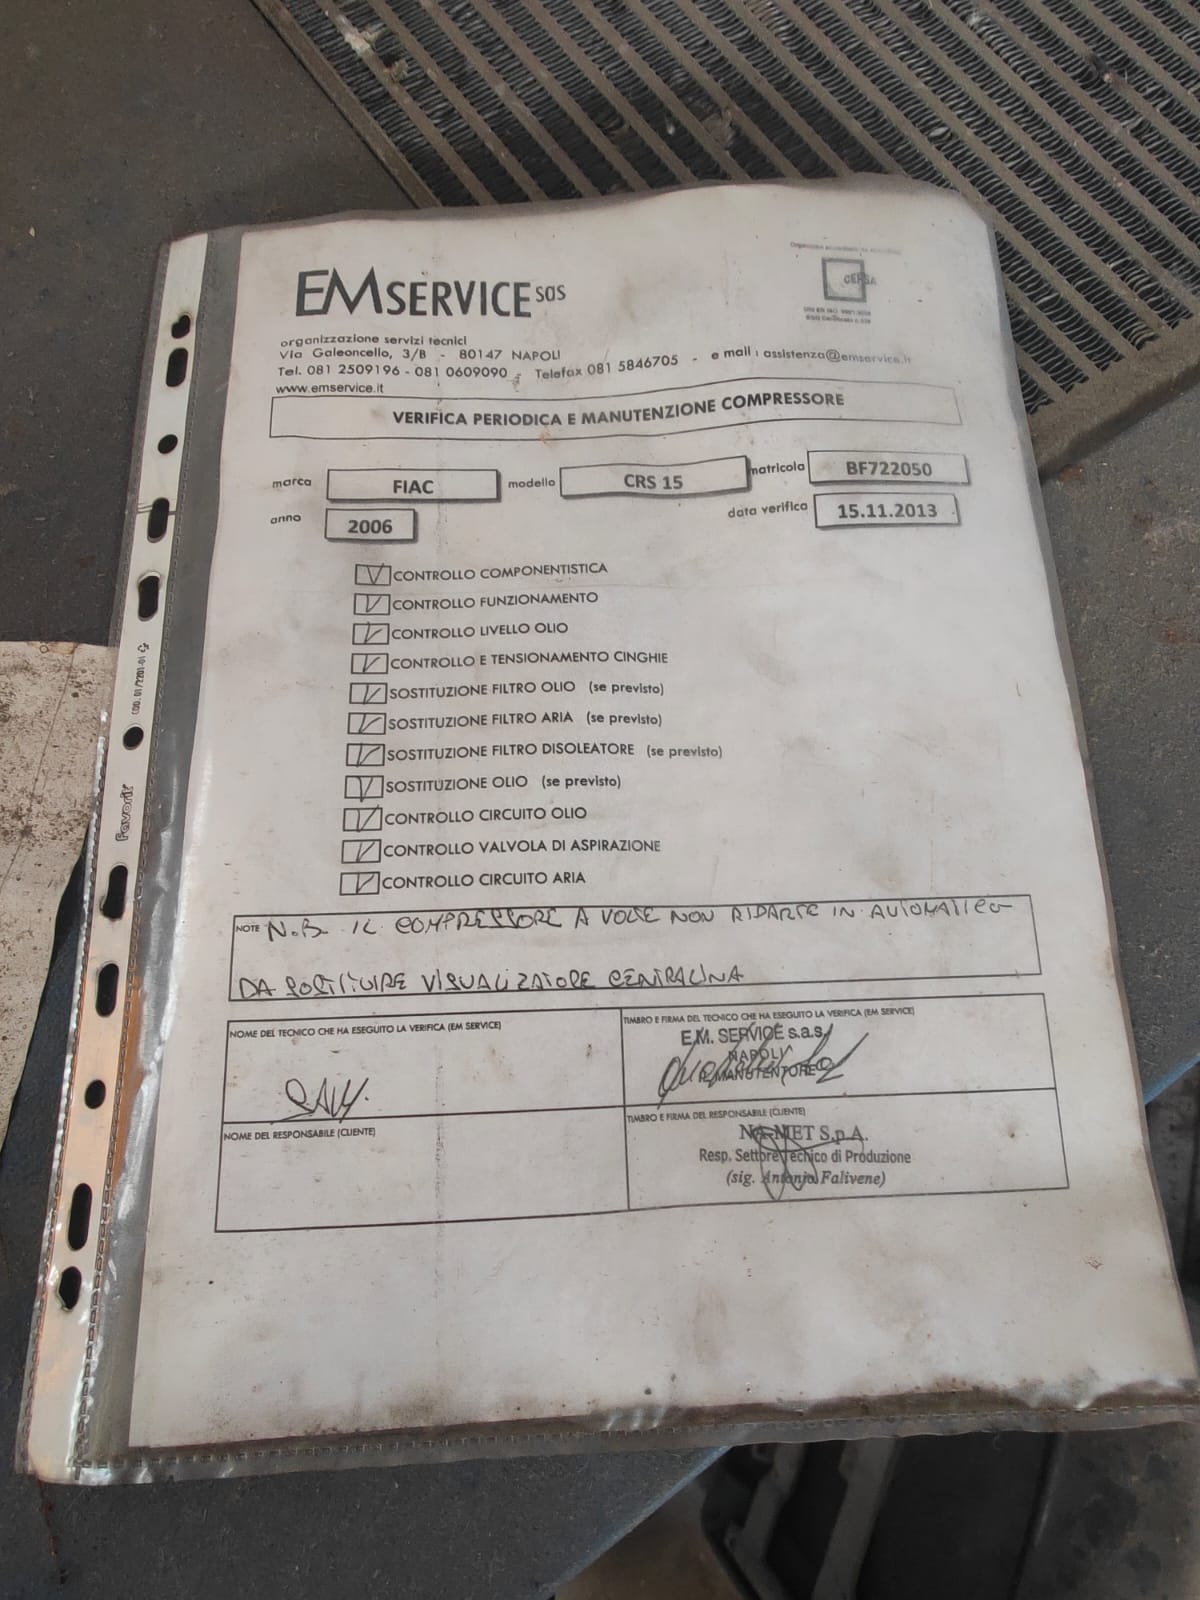 EMSERVICE sas
CERSA
organizzazione servizi tecnici
Via Galeoncello, 3/B - 80147 NAPOLI
Tel. 081 2509196 - 081 0609090 - Telefax 081 5846705 - e mail : assistenza@emservice.it
www.emservice.it
VERIFICA PERIODICA E MANUTENZIONE COMPRESSORE
marca FIAC modello CRS 15 matricola BF722050
anno 2006 data verifica 15.11.2013
CONTROLLO COMPONENTISTICA
CONTROLLO FUNZIONAMENTO
CONTROLLO LIVELLO OLIO
CONTROLLO E TENSIONAMENTO CINGHIE
SOSTITUZIONE FILTRO OLIO (se previsto)
SOSTITUZIONE FILTRO ARIA (se previsto)
SOSTITUZIONE FILTRO DISOLEATORE (se previsto)
SOSTITUZIONE OLIO (se previsto)
CONTROLLO CIRCUITO OLIO
CONTROLLO VALVOLA DI ASPIRAZIONE
CONTROLLO CIRCUITO ARIA
NOTE N.B. IL COMPRESSORE A VOLTE NON RIPARTE IN AUTOMATICO
DA SOSTITUIRE VISUALIZZATORE CENTRALINA
NOME DEL TECNICO CHE HA ESEGUITO LA VERIFICA (EM SERVICE)
TIMBRO E FIRMA DEL TECNICO CHE HA ESEGUITO LA VERIFICA (EM SERVICE)
E.M. SERVICE s.a.s.
NAPOLI
IL MANUTENTORE
NOME DEL RESPONSABILE (CLIENTE)
TIMBRO E FIRMA DEL RESPONSABILE (CLIENTE)
NA-MET S.p.A.
Resp. Settore Tecnico di Produzione
(sig. Antonio Falivene)
Favorit